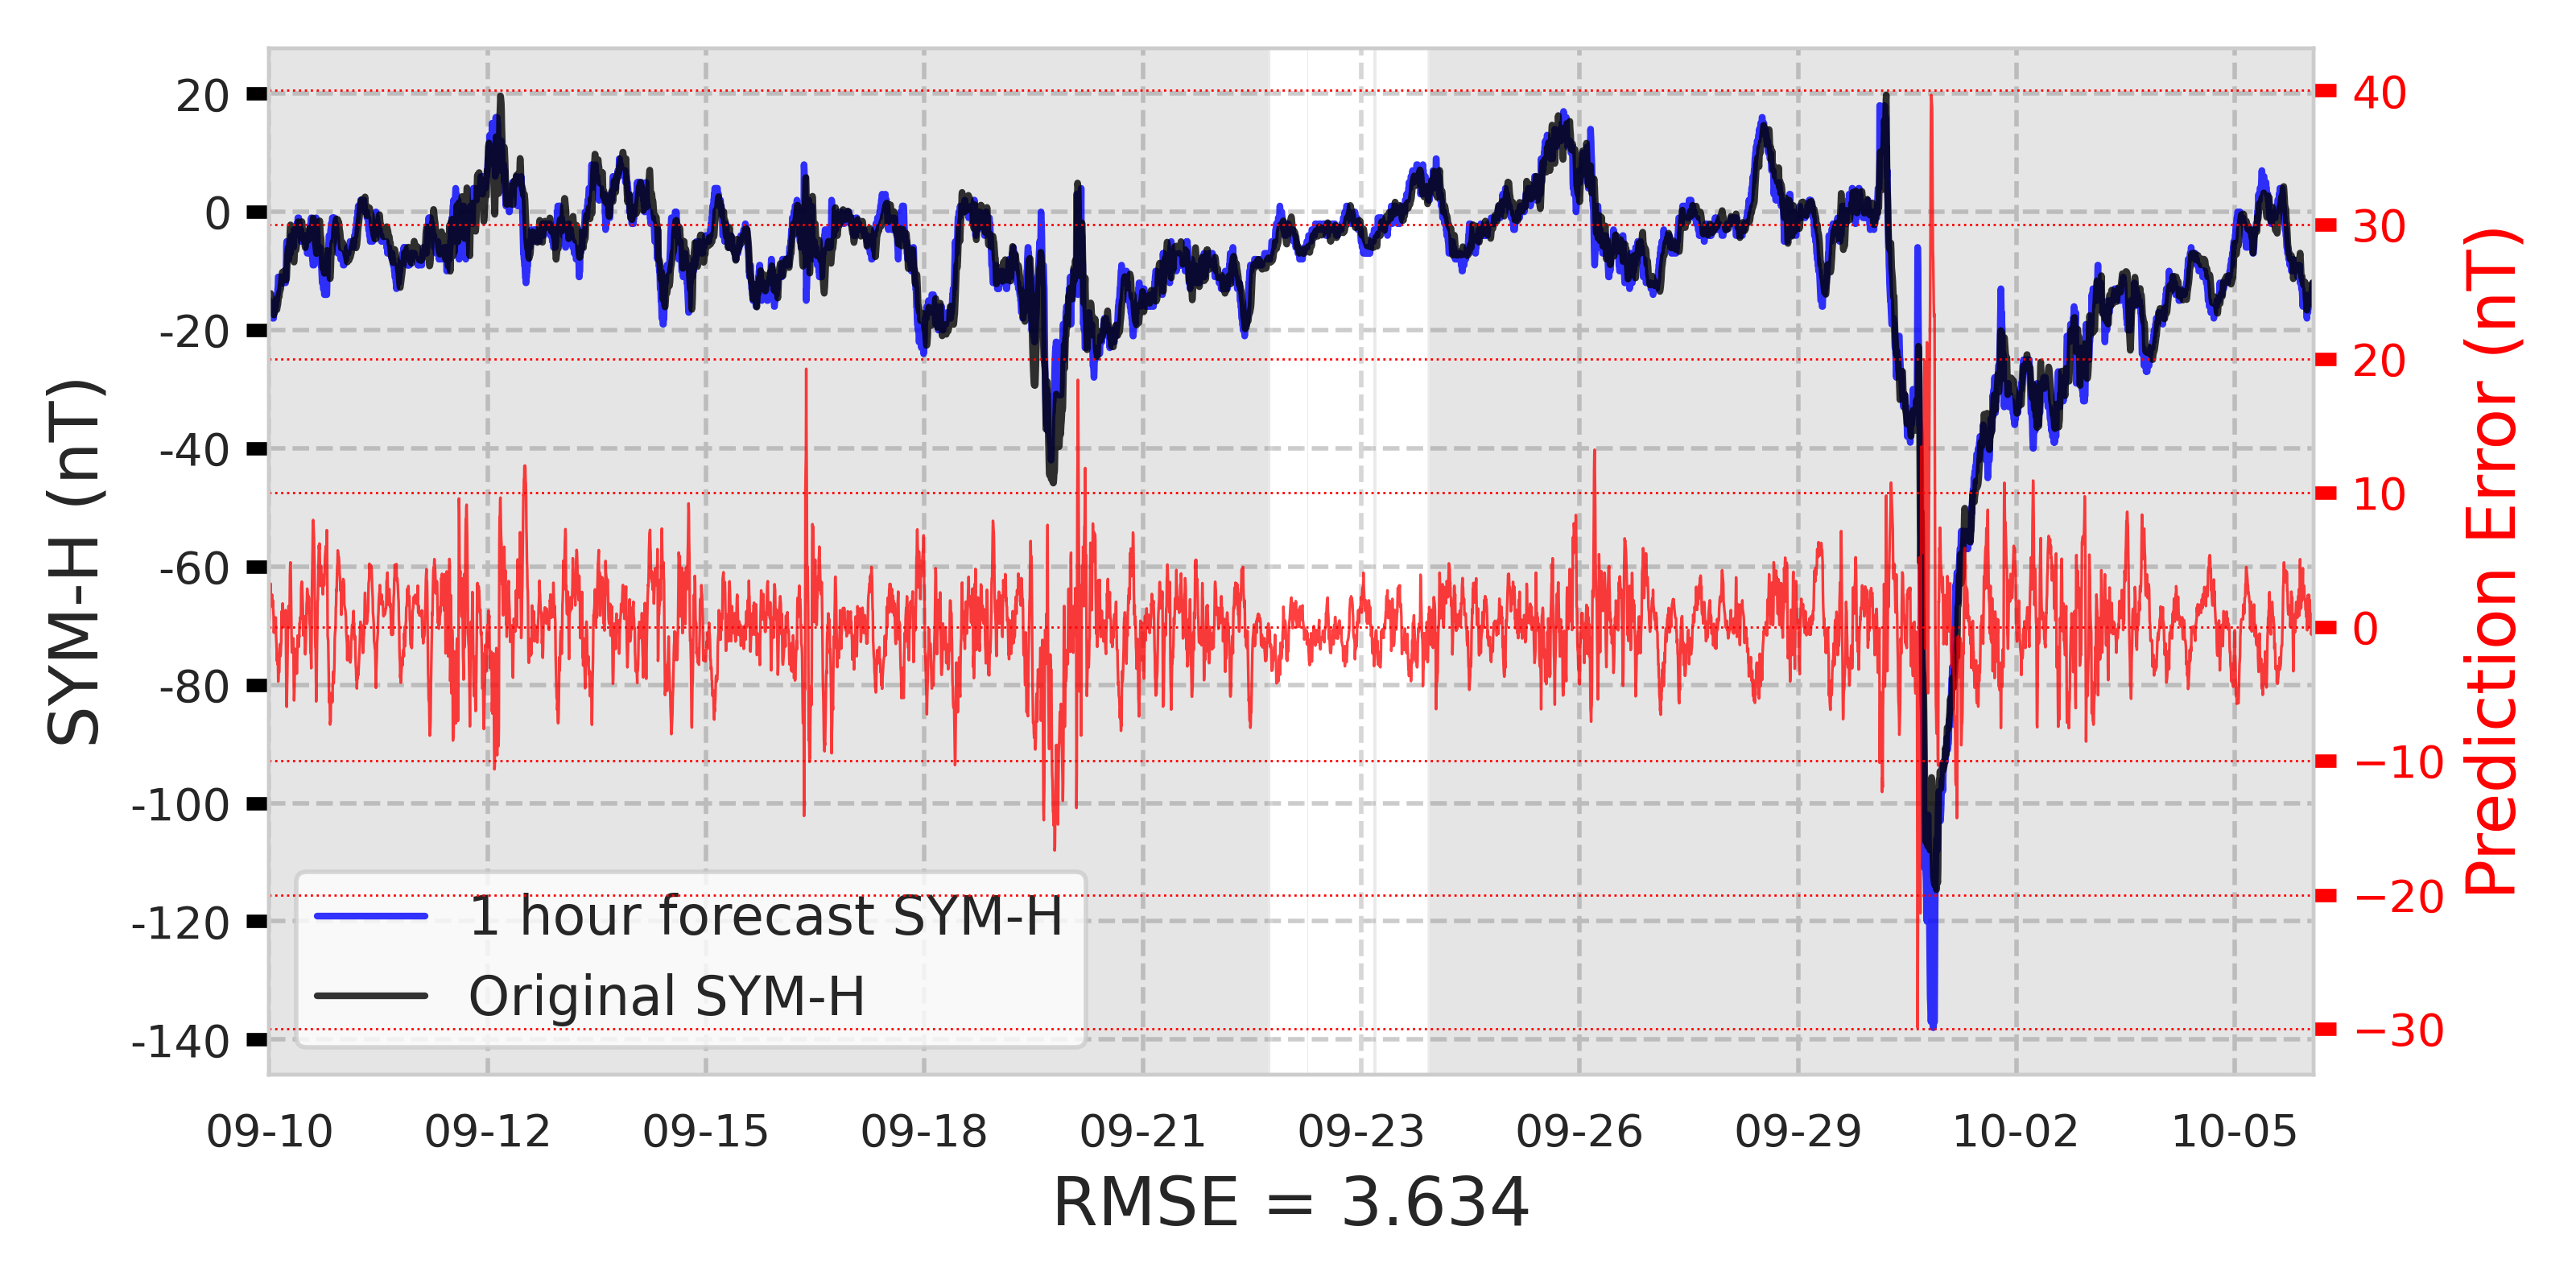 SYM-H (nT)
20
0
-20
-40
-60
-80
-100
-120
-140
40
30
20
10
0
−10
−20
−30
Prediction Error (nT)
1 hour forecast SYM-H
Original SYM-H
09-10 09-12 09-15 09-18 09-21 09-23 09-26 09-29 10-02 10-05
RMSE = 3.634